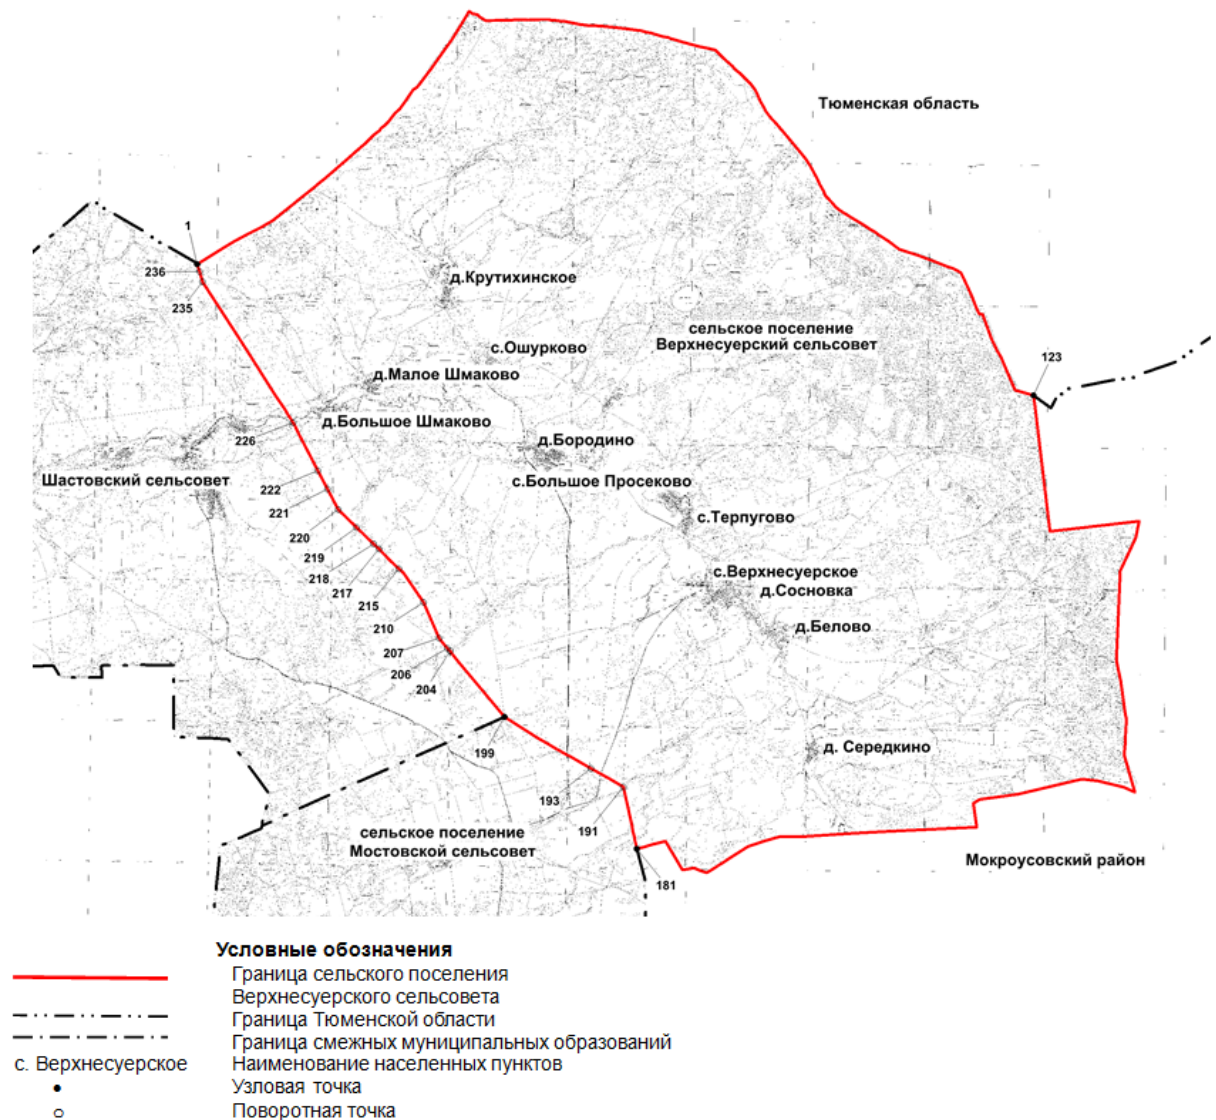 Тюменская область
1
236
235
д.Крутихинское
сельское поселение
Верхнесуерский сельсовет
с.Ошурково
123
д.Малое Шмаково
д.Большое Шмаково
226
д.Бородино
Шастовский сельсовет
с.Большое Просеково
222
221
с.Терпугово
220
219
218
217
с.Верхнесуерское
д.Сосновка
215
210
д.Белово
207
206
204
199
д. Середкино
193
191
сельское поселение
Мостовской сельсовет
Мокроусовский район
181
Условные обозначения
Граница сельского поселения
Верхнесуерского сельсовета
Граница Тюменской области
Граница смежных муниципальных образований
с. Верхнесуерское Наименование населенных пунктов
Узловая точка
Поворотная точка